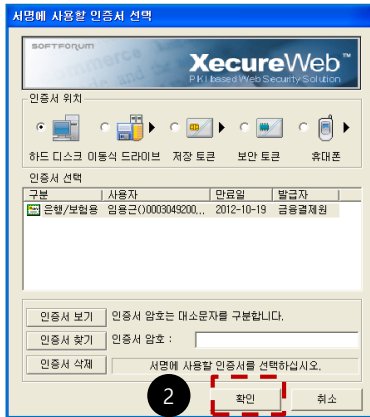 서명에 사용할 인증서 선택
SOFTFORUM
XecureWeb™
PKI based Web Security Solution
인증서 위치
하드 디스크 이동식 드라이브 저장 토큰 보안 토큰 휴대폰
인증서 선택
구분 사용자 만료일 발급자
은행/보험용 임용근()0003049200,,, 2012-10-19 금융결제원
인증서 보기 인증서 암호는 대소문자를 구분합니다.
인증서 찾기 인증서 암호 :
인증서 삭제 서명에 사용할 인증서를 선택하십시오.
2 확인 취소